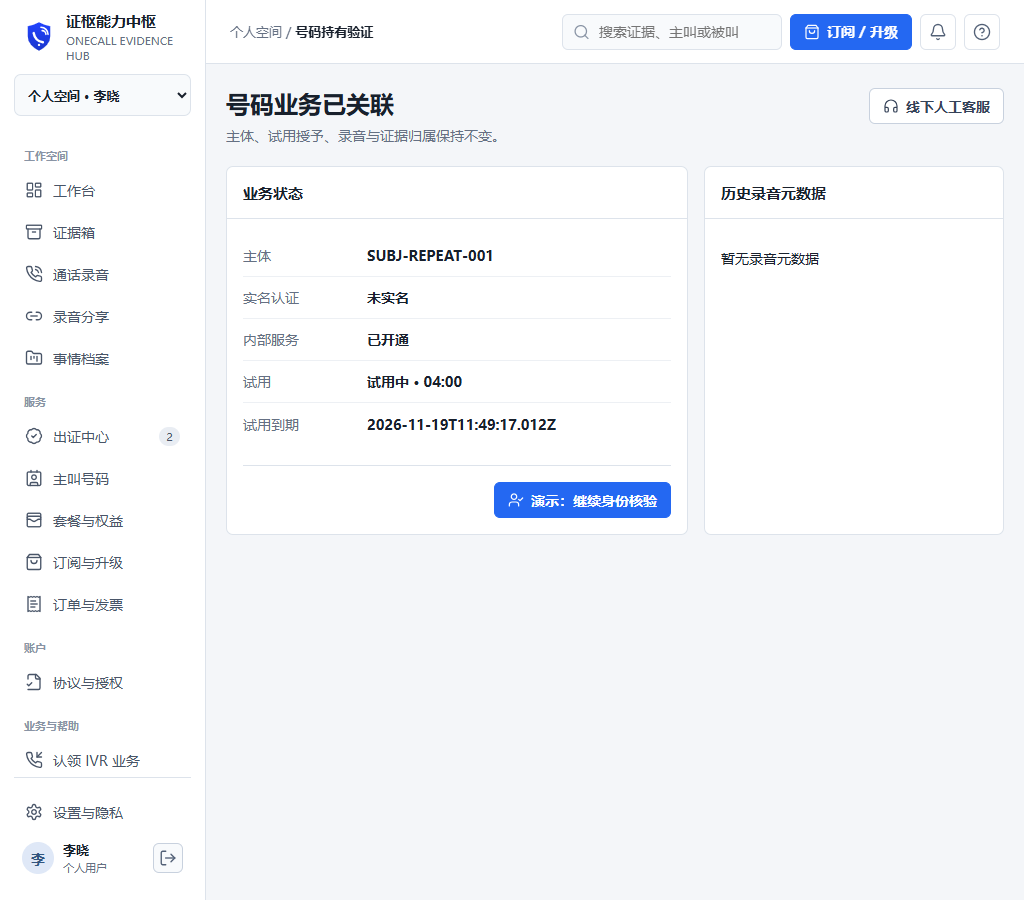 证枢能力中枢
ONECALL EVIDENCE
HUB
个人空间 • 李晓
工作空间
工作台
证据箱
通话录音
录音分享
事情档案
服务
出证中心 2
主叫号码
套餐与权益
订阅与升级
订单与发票
账户
协议与授权
业务与帮助
认领 IVR 业务
设置与隐私
李 李晓
个人用户
个人空间 / 号码持有验证
搜索证据、主叫或被叫
订阅 / 升级
号码业务已关联
主体、试用授予、录音与证据归属保持不变。
线下人工客服
业务状态
主体 SUBJ-REPEAT-001
实名认证 未实名
内部服务 已开通
试用 试用中 • 04:00
试用到期 2026-11-19T11:49:17.012Z
演示：继续身份核验
历史录音元数据
暂无录音元数据